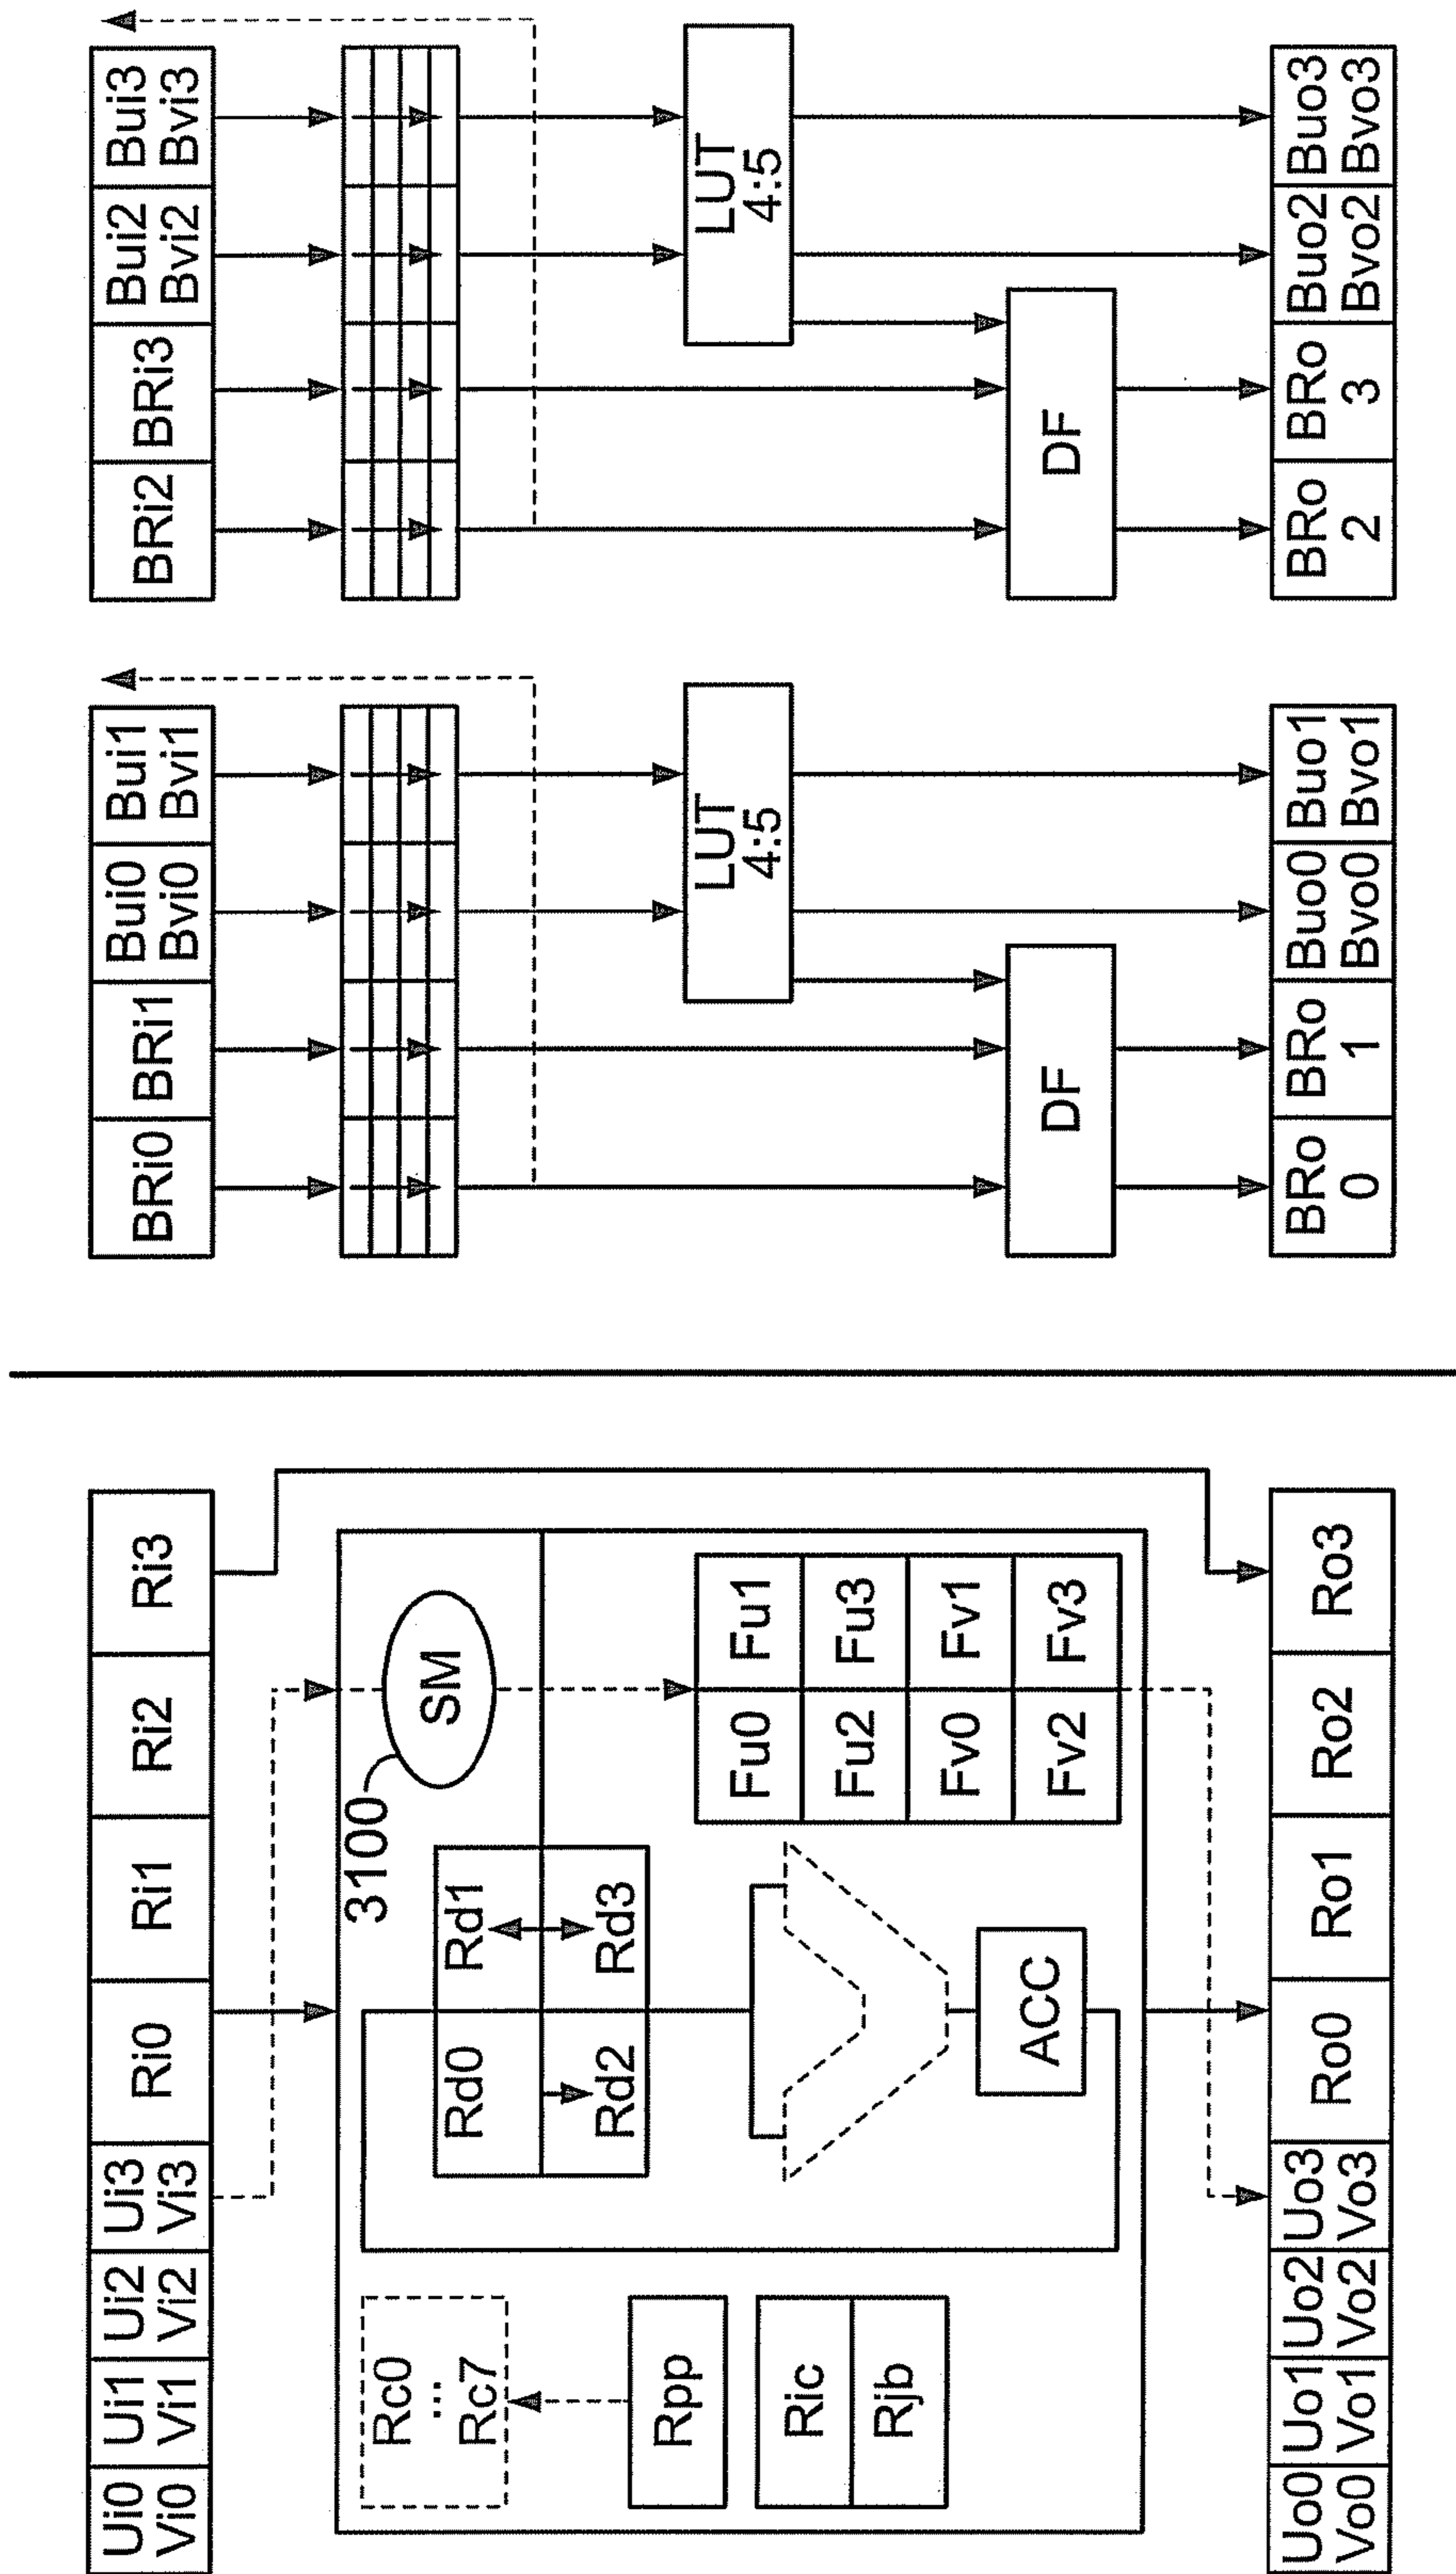 Ui0 Ui1 Ui2 Ui3 Ri0 Ri1 Ri2 Ri3
Vi0 Vi1 Vi2 Vi3
Rc0
...
Rc7
Rpp
Ric
Rjb
Rd0 Rd1
Rd2 Rd3
ACC
3100
SM
Fu0 Fu1
Fu2 Fu3
Fv0 Fv1
Fv2 Fv3
Uo0 Uo1 Uo2 Uo3 Ro0 Ro1 Ro2 Ro3
Vo0 Vo1 Vo2 Vo3
BRi0 BRi1 Bui0 Bui1
Bvi0 Bvi1
LUT
4:5
DF
BRo BRo Buo0 Buo1
0 1 Bvo0 Bvo1
BRi2 BRi3 Bui2 Bui3
Bvi2 Bvi3
LUT
4:5
DF
BRo BRo Buo2 Buo3
2 3 Bvo2 Bvo3